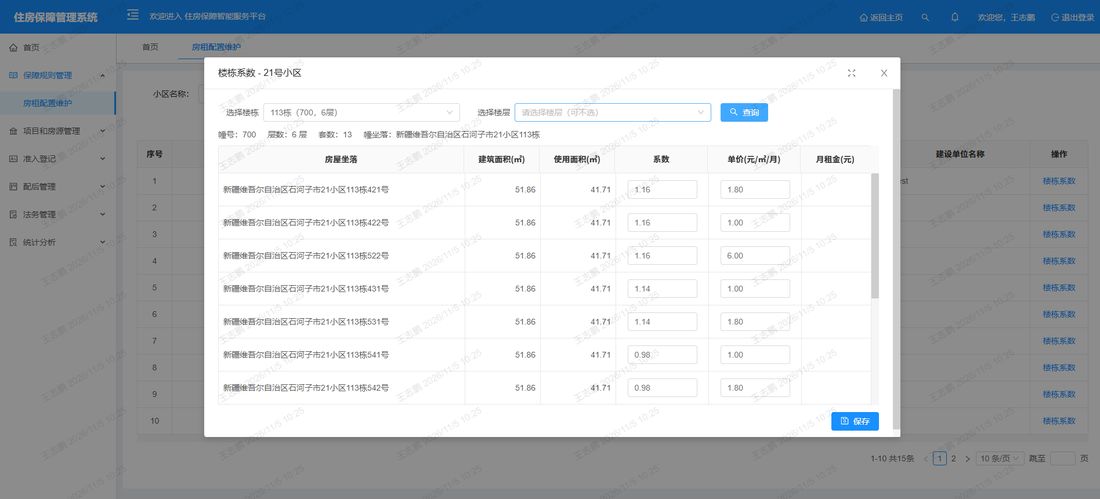 住房保障管理系统 欢迎进入 住房保障智能服务平台 返回主页 欢迎您，王志鹏 退出登录
首页 首页 房租配置维护
保障规则管理
房租配置维护
项目和房源管理
准入登记
配后管理
法务管理
统计分析
小区名称：
楼栋系数 - 21号小区
选择楼栋 113栋（700，6层） 选择楼层 请选择楼层（可不选） 查询
幢号：700 层数：6 层 套数：13 幢坐落：新疆维吾尔自治区石河子市21小区113栋
序号 房屋坐落 建筑面积(㎡) 使用面积(㎡) 系数 单价(元/㎡/月) 月租金(元) 建设单位名称 操作
新疆维吾尔自治区石河子市21小区113栋421号 51.86 41.71 1.16 1.80
新疆维吾尔自治区石河子市21小区113栋422号 51.86 41.71 1.16 1.00
新疆维吾尔自治区石河子市21小区113栋522号 51.86 41.71 1.16 6.00
新疆维吾尔自治区石河子市21小区113栋431号 51.86 41.71 1.14 1.00
新疆维吾尔自治区石河子市21小区113栋531号 51.86 41.71 1.14 1.80
新疆维吾尔自治区石河子市21小区113栋541号 51.86 41.71 0.98 1.00
新疆维吾尔自治区石河子市21小区113栋542号 51.86 41.71 0.98 1.80
保存
1 楼栋系数
2 楼栋系数
3 楼栋系数
4 楼栋系数
5 楼栋系数
6 楼栋系数
7 楼栋系数
8 楼栋系数
9 楼栋系数
10 楼栋系数
1-10 共15条 1 2 10 条/页 跳至 页
王志鹏 2026/11/5 10:25